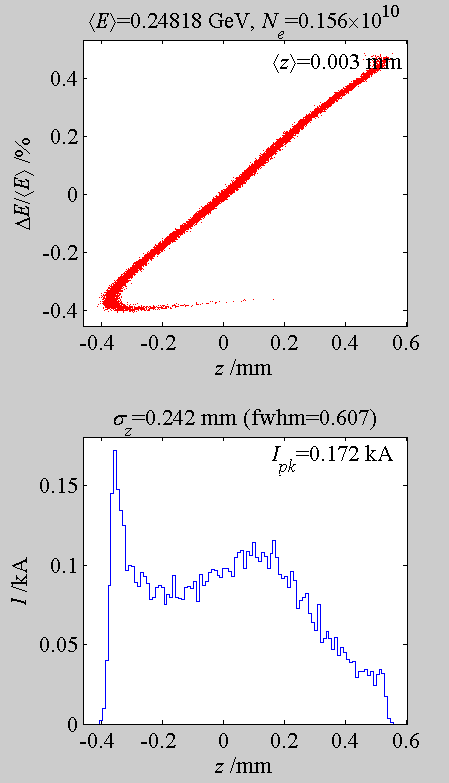 ⟨E⟩=0.24818 GeV, Nₑ=0.156×10¹⁰
⟨z⟩=0.003 mm
ΔE/⟨E⟩ /%
0.4
0.2
0
-0.2
-0.4
-0.4 -0.2 0 0.2 0.4 0.6
z /mm
σ_z=0.242 mm (fwhm=0.607)
I_pk=0.172 kA
I /kA
0.15
0.1
0.05
0
-0.4 -0.2 0 0.2 0.4 0.6
z /mm